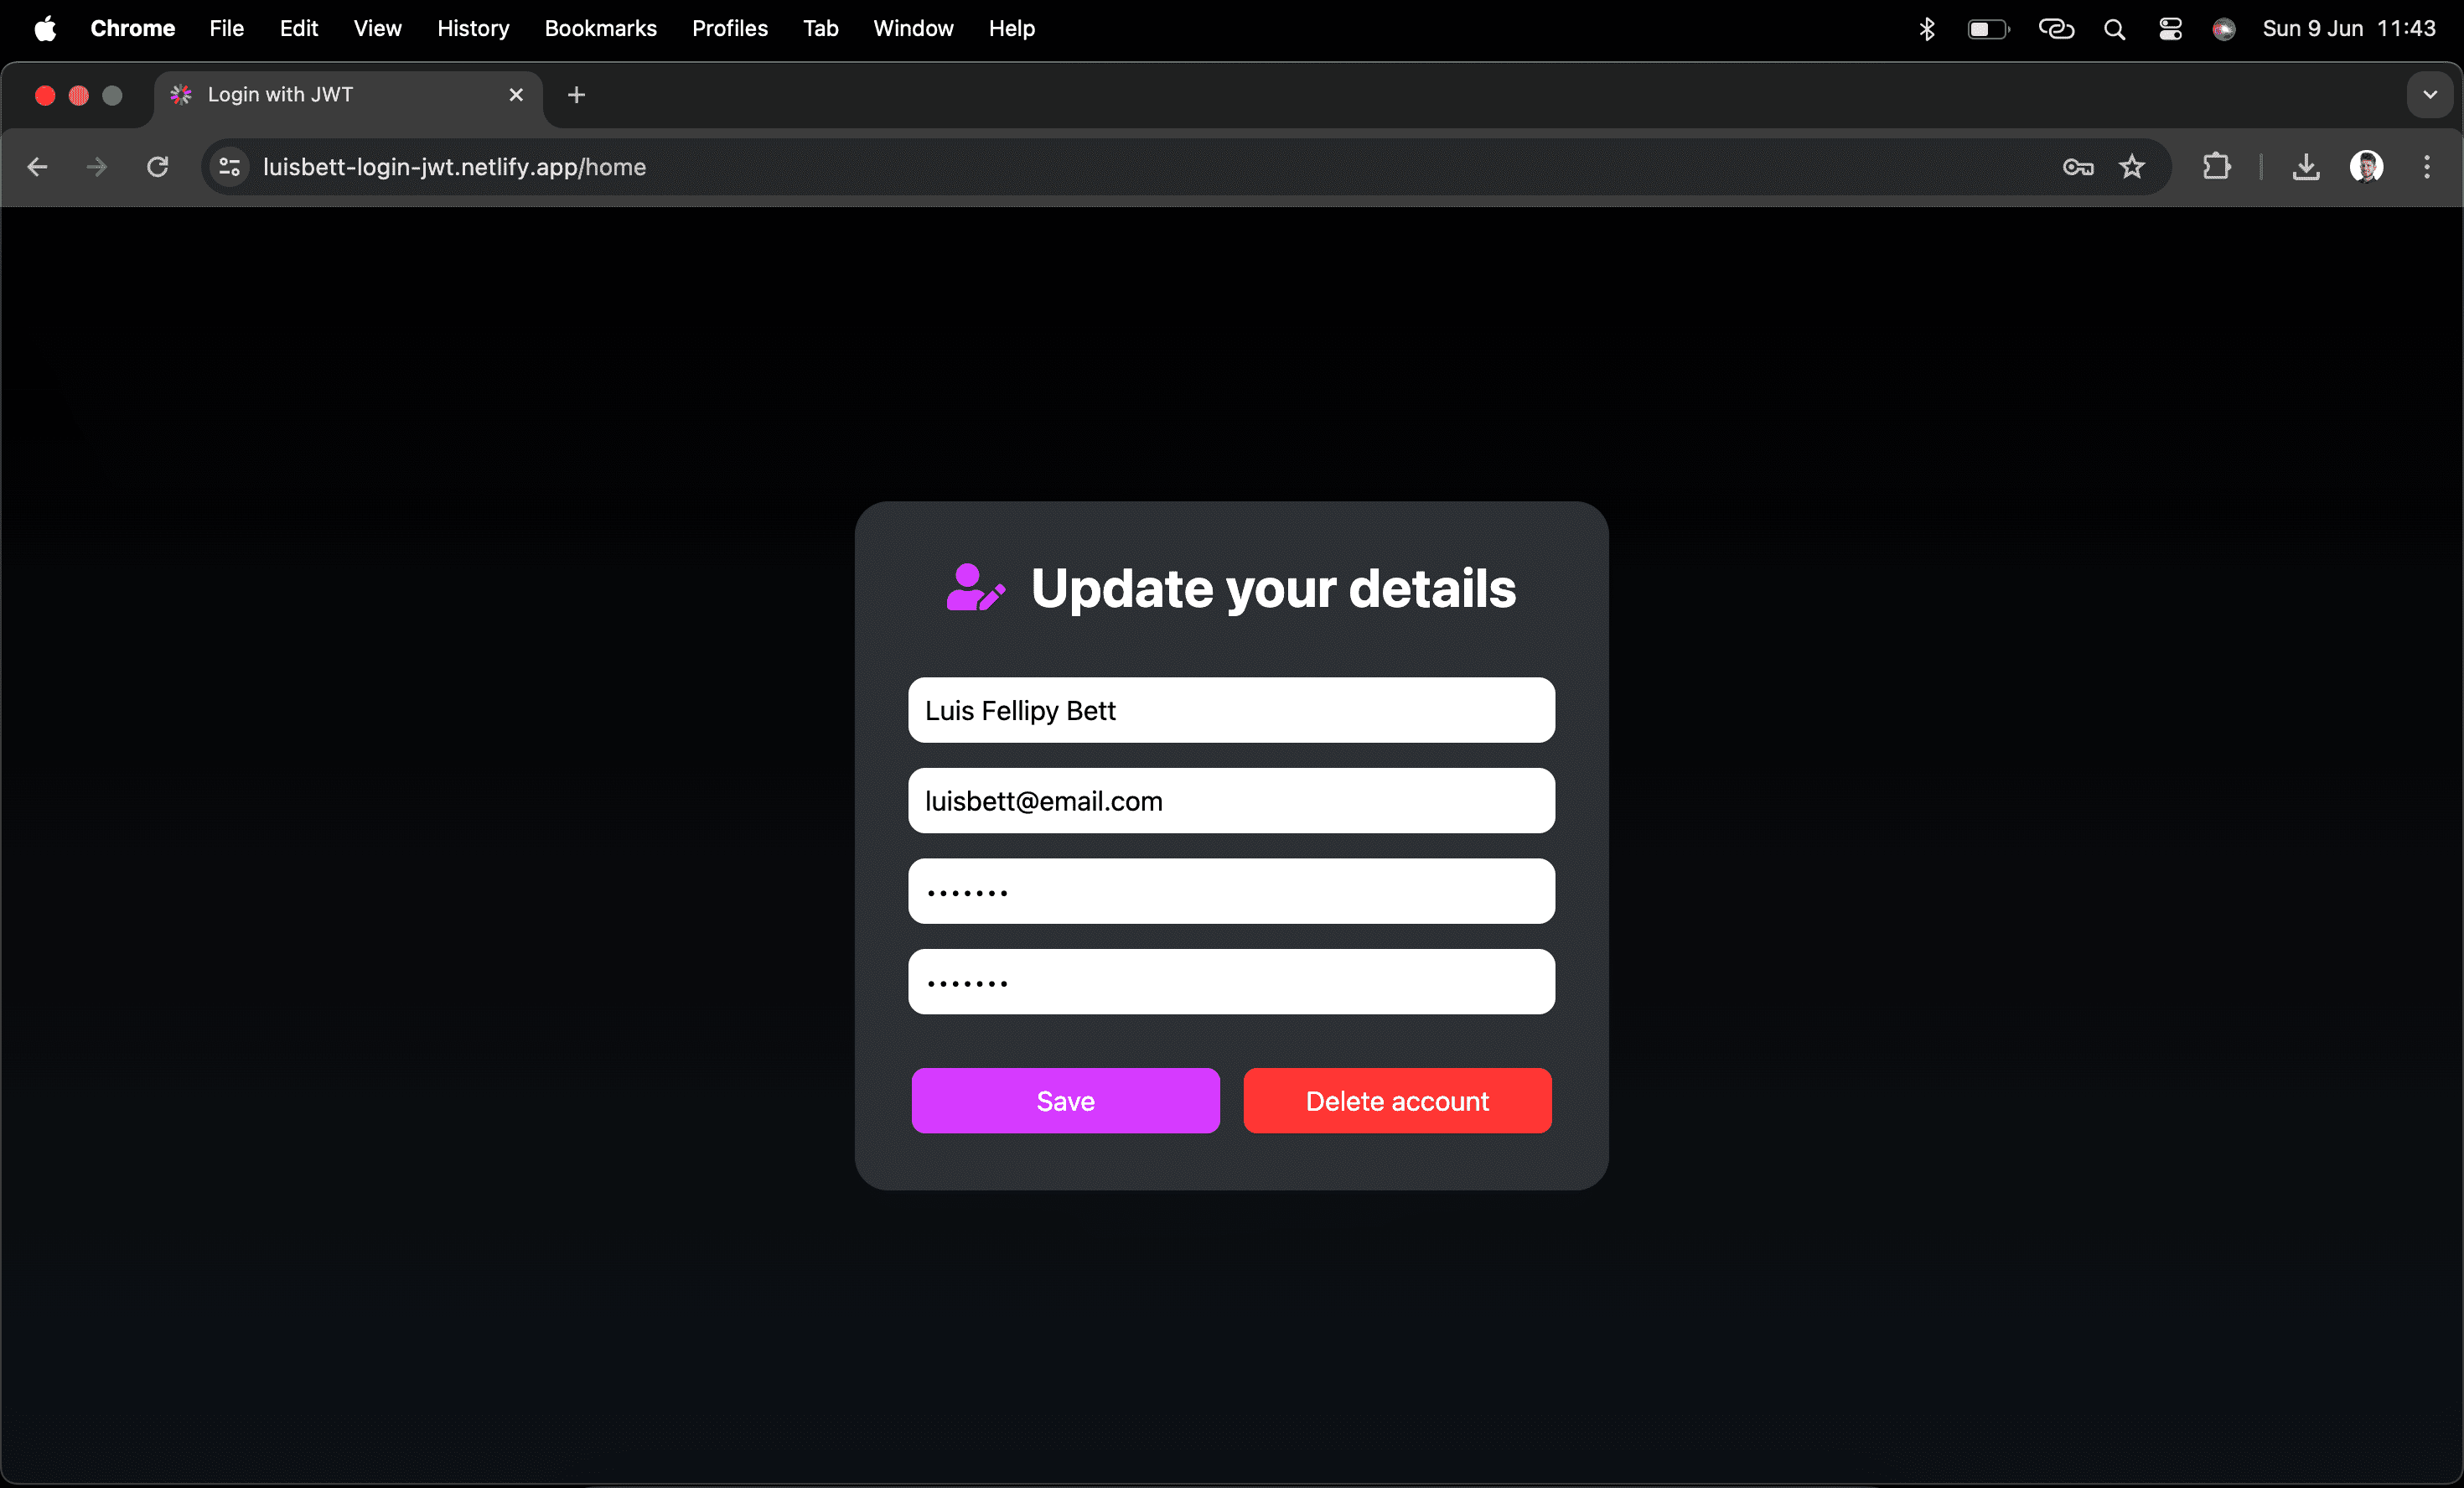 Chrome File Edit View History Bookmarks Profiles Tab Window Help Sun 9 Jun 11:43
Login with JWT
luisbett-login-jwt.netlify.app/home
Update your details
Luis Fellipy Bett
luisbett@email.com
•••••••
•••••••
Save Delete account